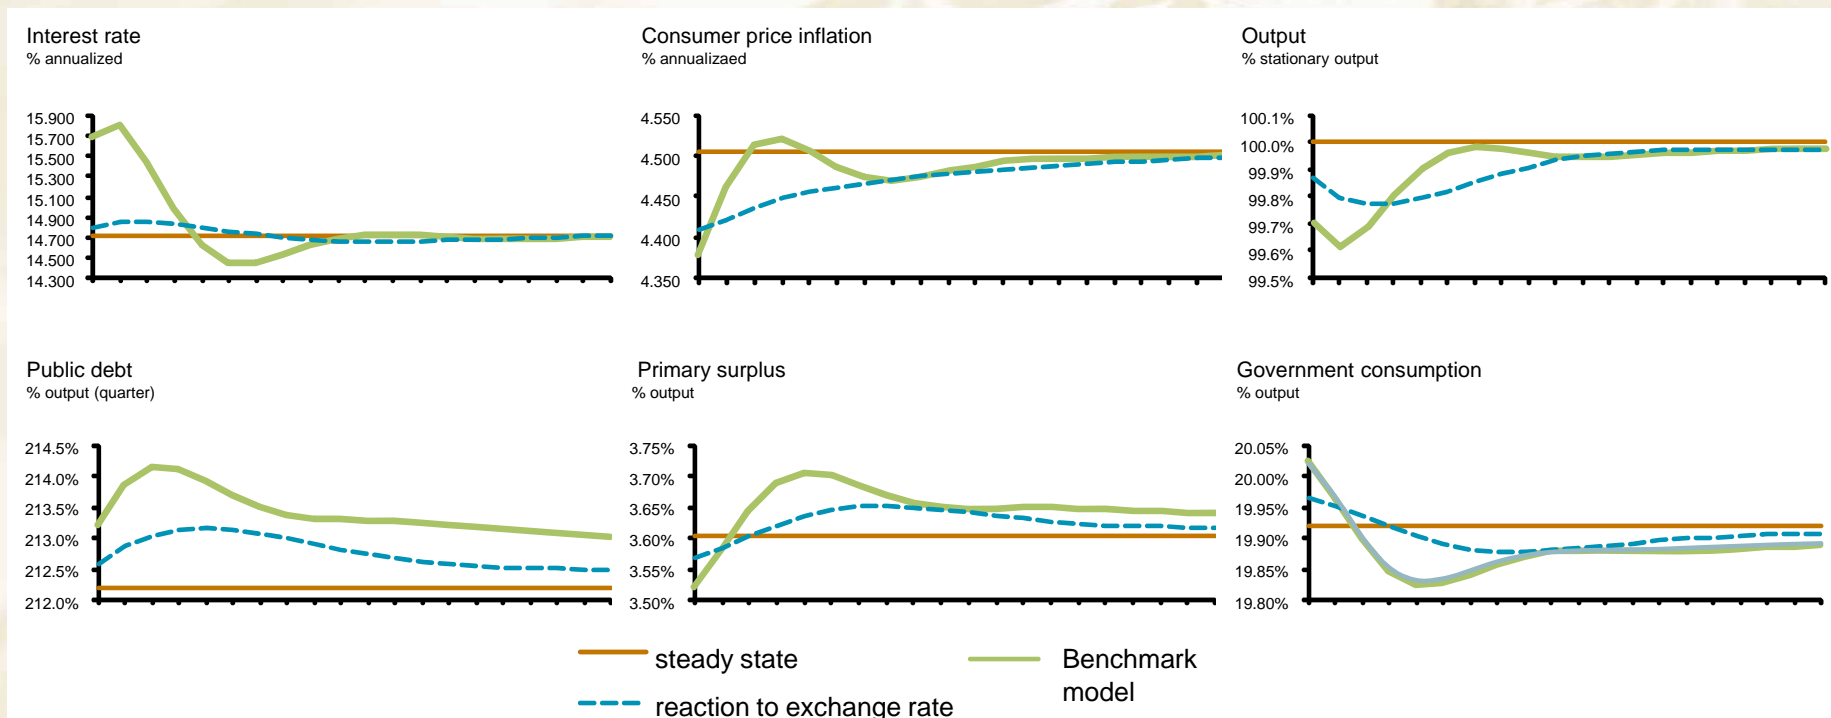 Interest rate
% annualized
15.900
15.700
15.500
15.300
15.100
14.900
14.700
14.500
14.300
Consumer price inflation
% annualizaed
4.550
4.500
4.450
4.400
4.350
Output
% stationary output
100.1%
100.0%
99.9%
99.8%
99.7%
99.6%
99.5%
Public debt
% output (quarter)
214.5%
214.0%
213.5%
213.0%
212.5%
212.0%
Primary surplus
% output
3.75%
3.70%
3.65%
3.60%
3.55%
3.50%
Government consumption
% output
20.05%
20.00%
19.95%
19.90%
19.85%
19.80%
steady state
reaction to exchange rate
Benchmark
model